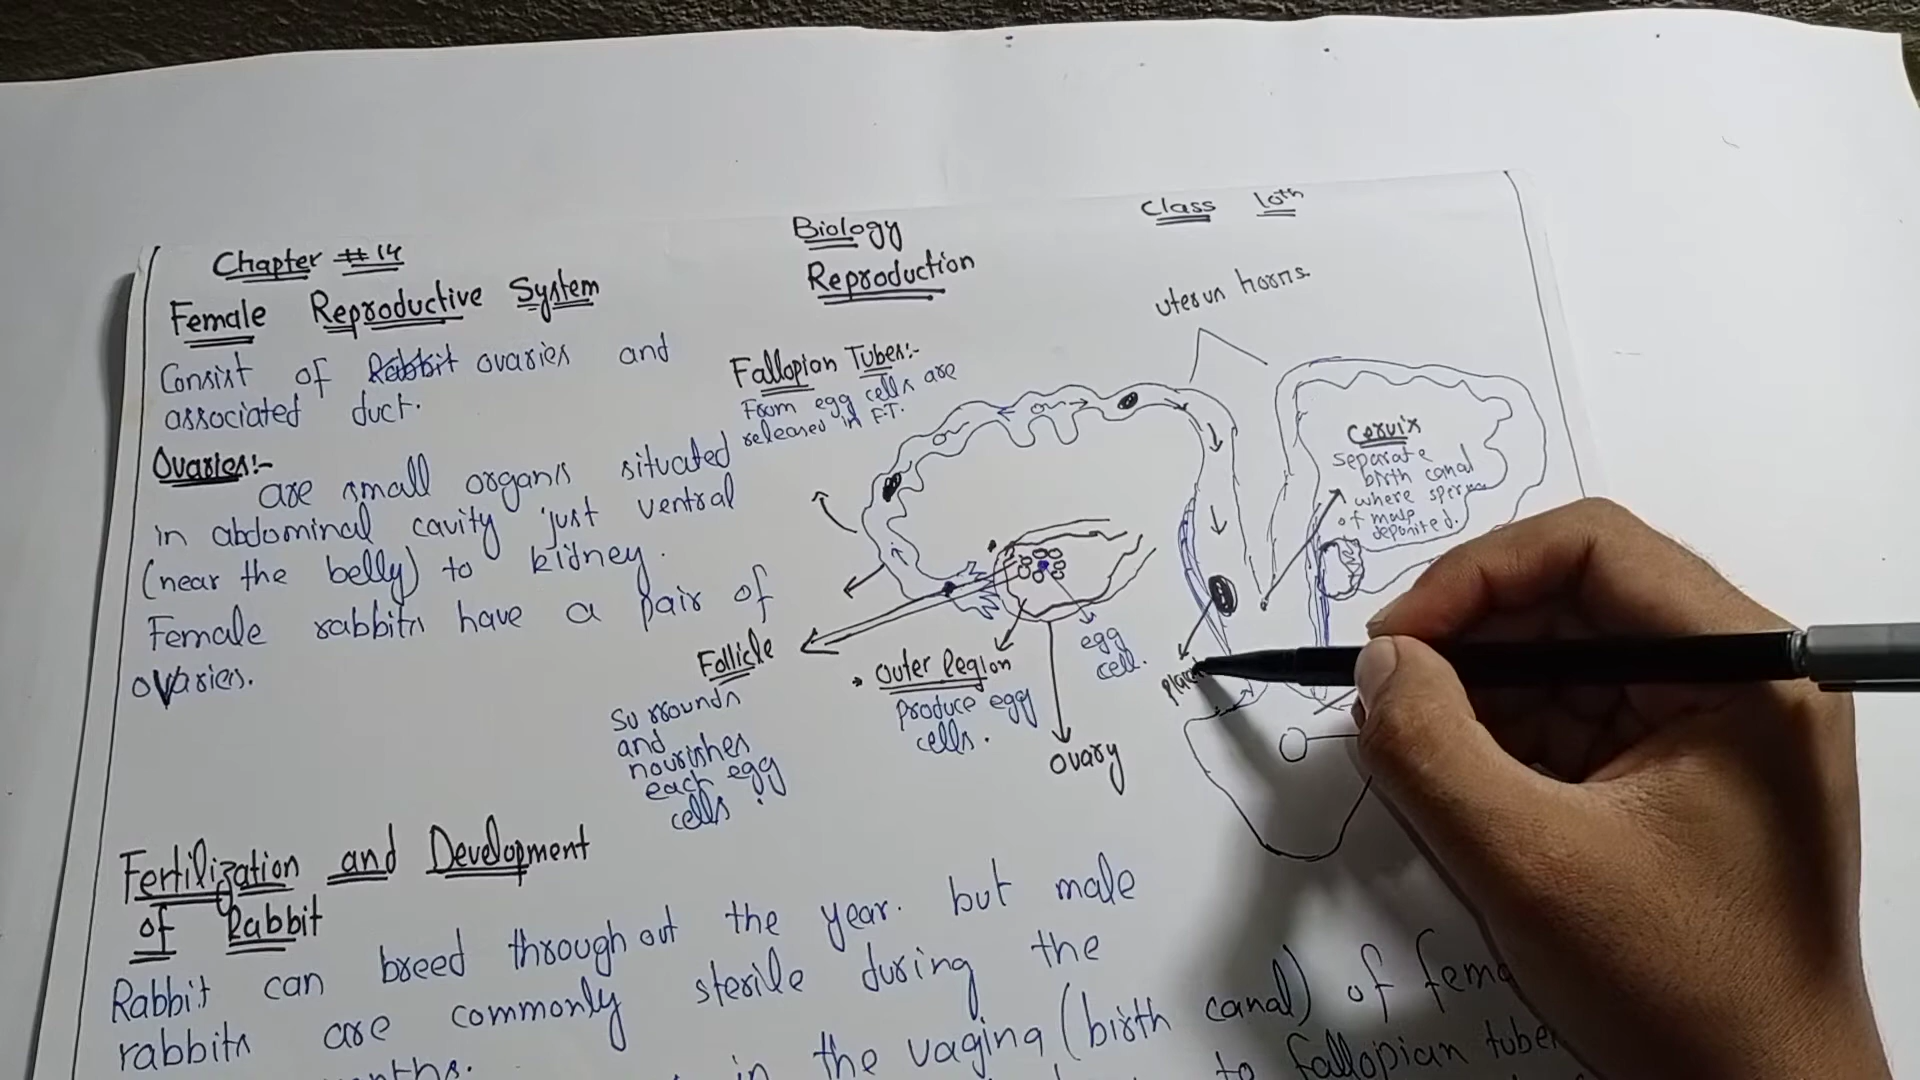 Chapter # 14
Biology
Class 10th
Female Reproductive System
Reproduction
Consist of Rabbit ovaries and
associated duct.
Ovaries:-
are small organs situated
in abdominal cavity just ventral
(near the belly) to kidney.
Female rabbits have a pair of
ovaries.
Fallopian Tubes:-
From egg cells are
released in F.T.
uterus horns.
Cervix
separate
birth canal
where sperms
of male
deposited.
Follicle
surrounds
and
nourishes
each egg
cells.
Outer Region
produce egg
cells.
egg
cell.
Ovary
Fertilization and Development
of Rabbit
Rabbit can breed throughout the year. but male
rabbits are commonly sterile during the
in the vagina (birth canal) of
to fallopian